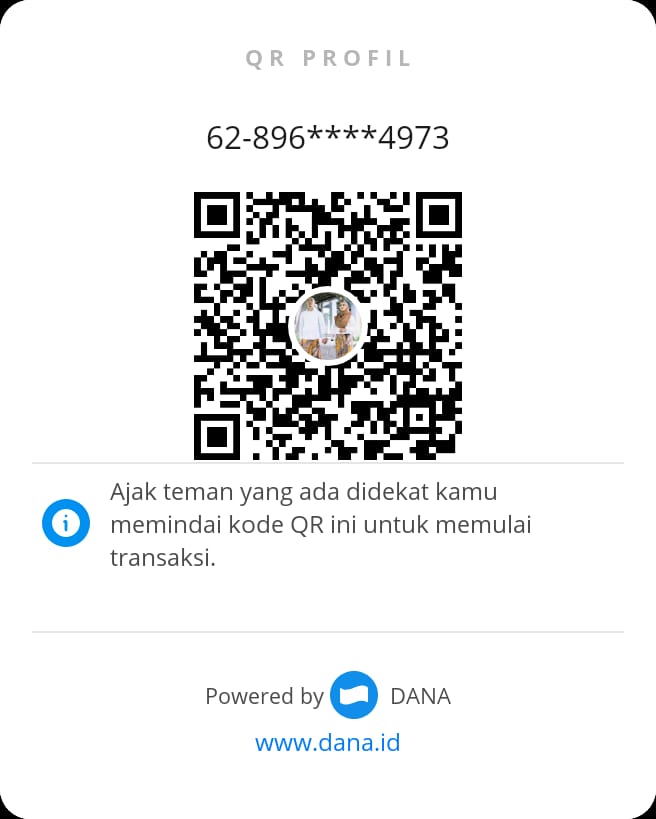 QR PROFIL
62-896****4973
Ajak teman yang ada didekat kamu
memindai kode QR ini untuk memulai
transaksi.
Powered by DANA
www.dana.id